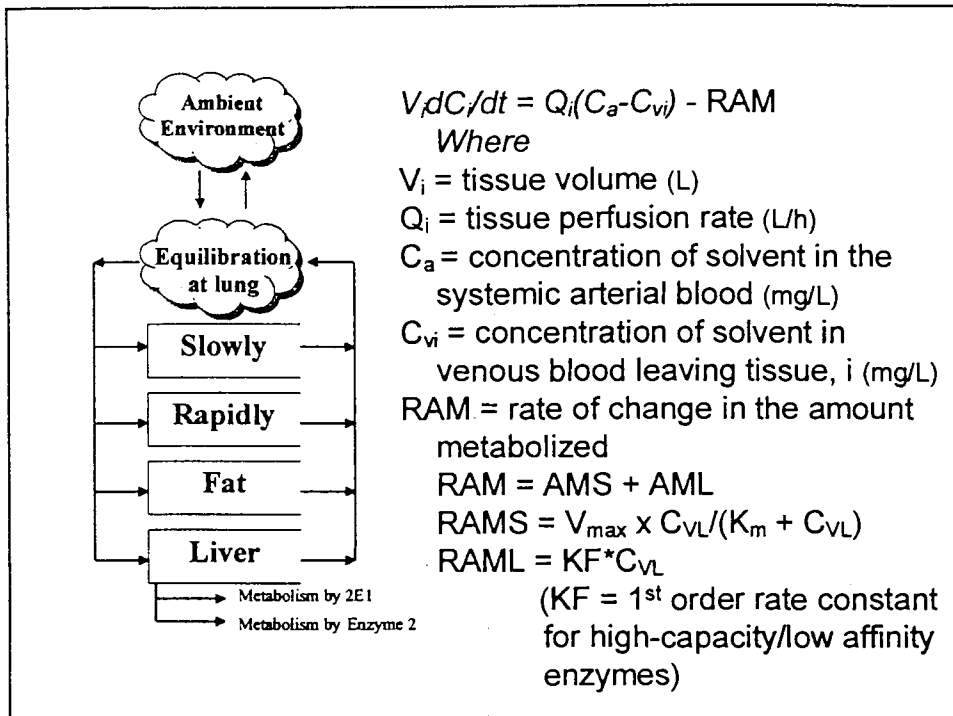 Ambient
Environment
Equilibration
at lung
Slowly
Rapidly
Fat
Liver
Metabolism by 2E1
Metabolism by Enzyme 2
VᵢdCᵢ/dt = Qᵢ(Cₐ-Cᵥᵢ) - RAM
Where
Vᵢ = tissue volume (L)
Qᵢ = tissue perfusion rate (L/h)
Cₐ = concentration of solvent in the
systemic arterial blood (mg/L)
Cᵥᵢ = concentration of solvent in
venous blood leaving tissue, i (mg/L)
RAM = rate of change in the amount
metabolized
RAM = AMS + AML
RAMS = Vmax x CVL/(Km + CVL)
RAML = KF*CVL
(KF = 1st order rate constant
for high-capacity/low affinity
enzymes)